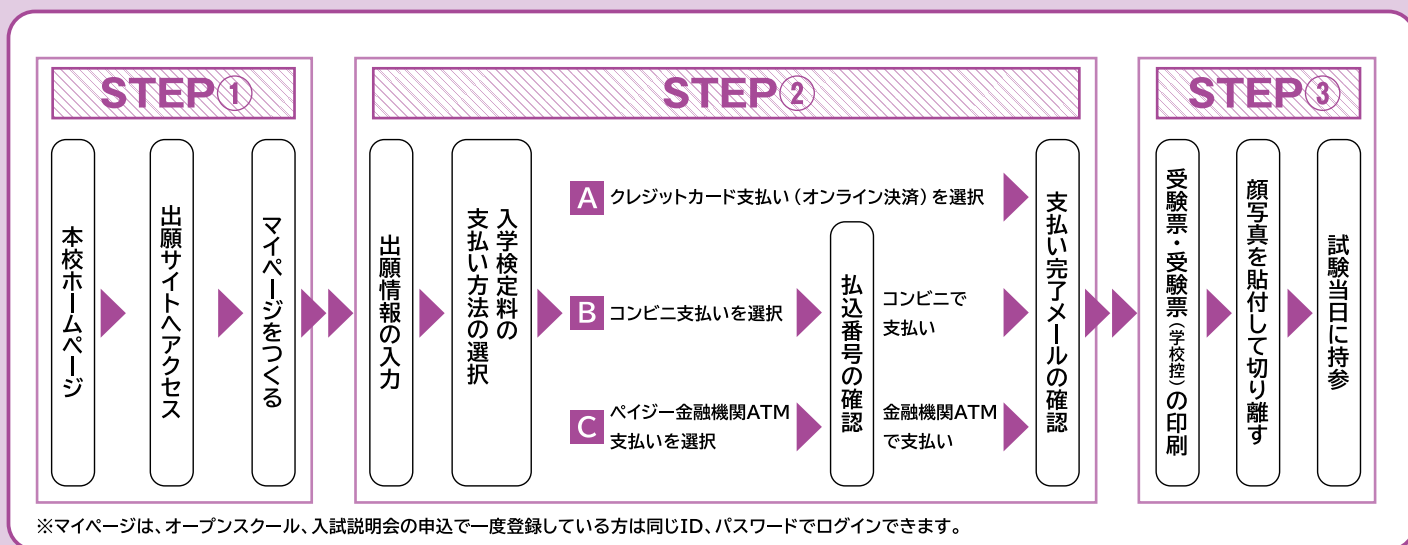 STEP①
本校ホームページ
出願サイトへアクセス
マイページをつくる
STEP②
出願情報の入力
入学検定料の
支払い方法の選択
A クレジットカード支払い(オンライン決済)を選択
B コンビニ支払いを選択
C ペイジー金融機関ATM
支払いを選択
払込番号の確認
コンビニで
支払い
金融機関ATM
で支払い
支払い完了メールの確認
STEP③
受験票・受験票(学校控)の印刷
顔写真を貼付して切り離す
試験当日に持参
※マイページは、オープンスクール、入試説明会の申込で一度登録している方は同じID、パスワードでログインできます。